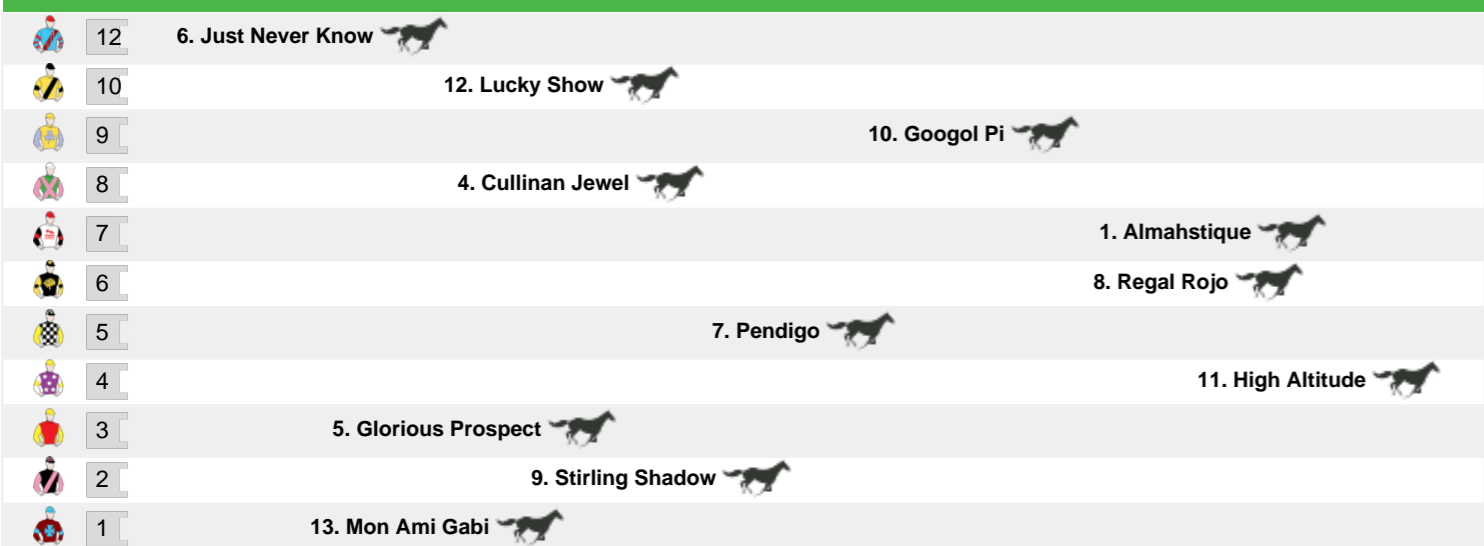 12 6. Just Never Know
10 12. Lucky Show
9 10. Googol Pi
8 4. Cullinan Jewel
7 1. Almahstique
6 8. Regal Rojo
5 7. Pendigo
4 11. High Altitude
3 5. Glorious Prospect
2 9. Stirling Shadow
1 13. Mon Ami Gabi